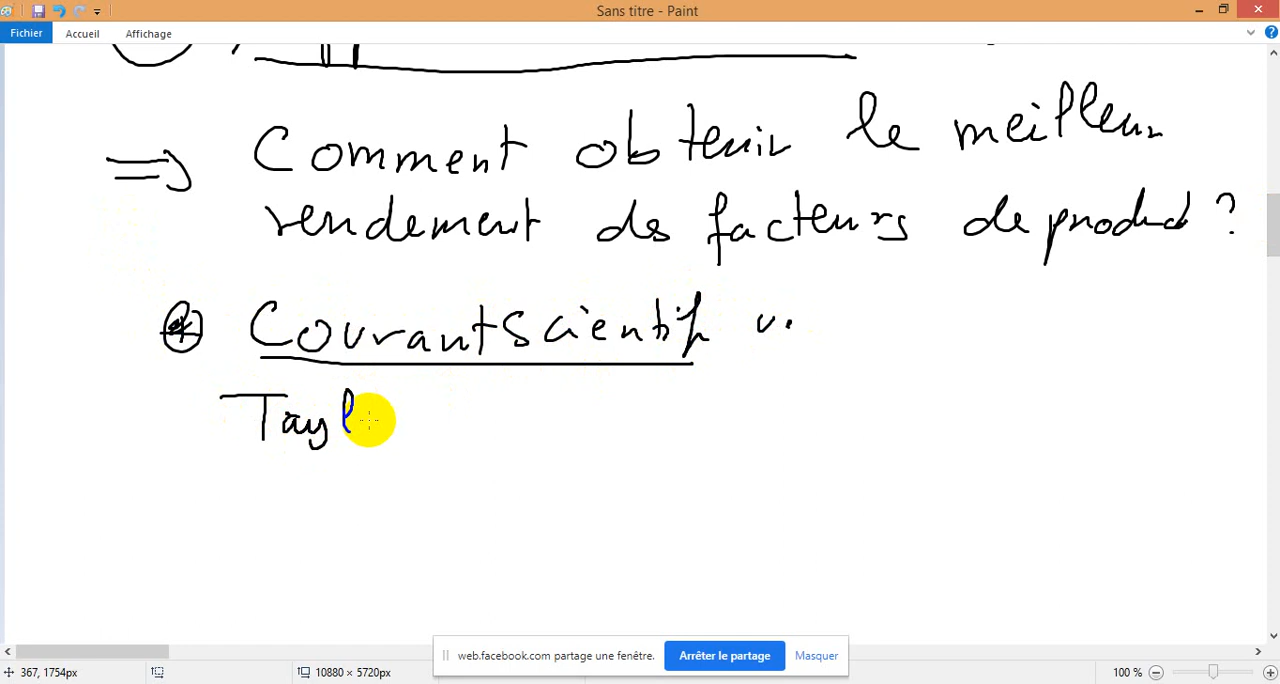 Sans titre - Paint
Fichier Accueil Affichage
=> Comment obtenir le meilleur
rendement des facteurs de product ?
Courant Scientif
Tayl
web.facebook.com partage une fenêtre. Arrêter le partage Masquer
367, 1754px 10880 × 5720px 100 %